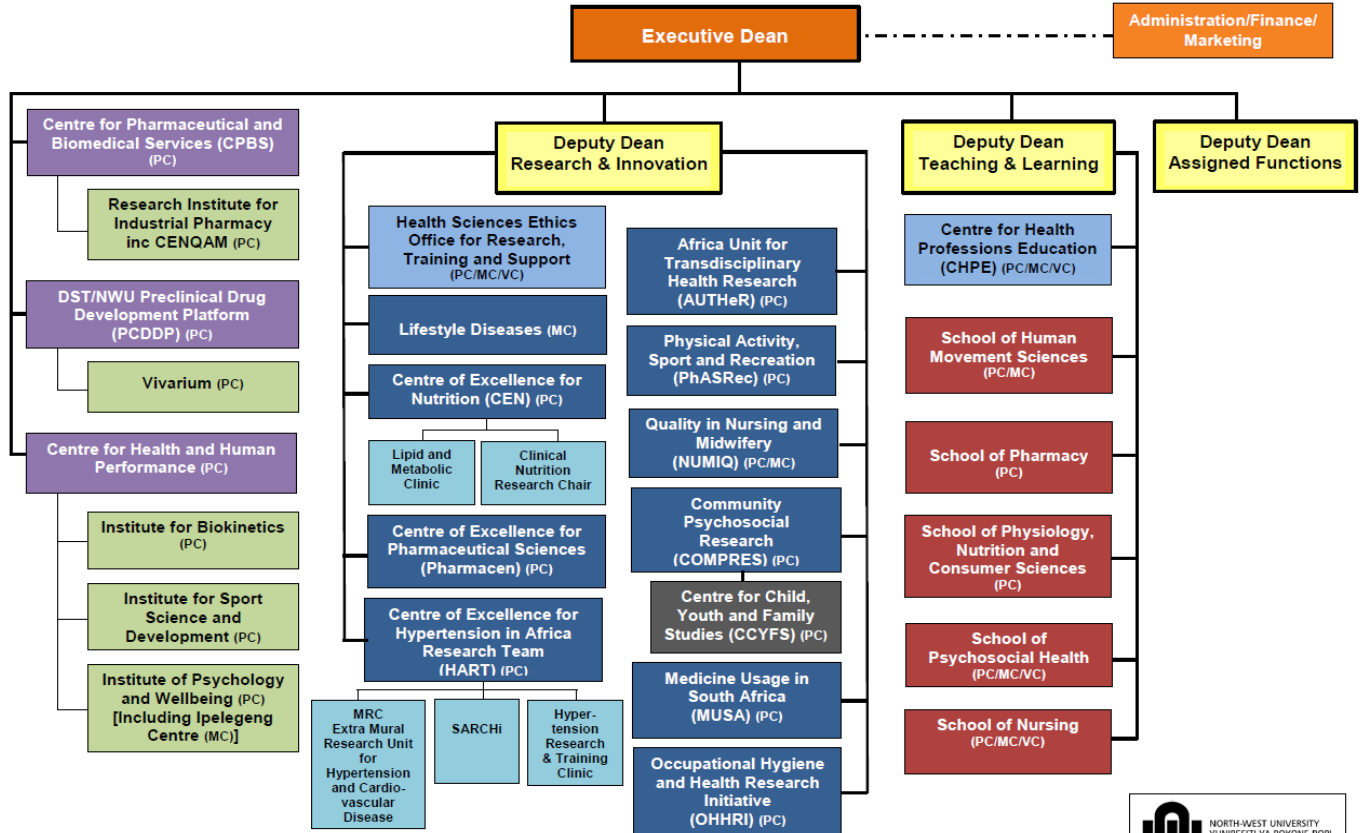 Executive Dean
Administration/Finance/
Marketing
Centre for Pharmaceutical and
Biomedical Services (CPBS)
(PC)
Research Institute for
Industrial Pharmacy
inc CENQAM (PC)
DST/NWU Preclinical Drug
Development Platform
(PCDDP) (PC)
Vivarium (PC)
Centre for Health and Human
Performance (PC)
Institute for Biokinetics
(PC)
Institute for Sport
Science and
Development (PC)
Institute of Psychology
and Wellbeing (PC)
[Including Ipelegeng
Centre (MC)]
Deputy Dean
Research & Innovation
Health Sciences Ethics
Office for Research,
Training and Support
(PC/MC/VC)
Lifestyle Diseases (MC)
Centre of Excellence for
Nutrition (CEN) (PC)
Lipid and
Metabolic
Clinic
Clinical
Nutrition
Research Chair
Centre of Excellence for
Pharmaceutical Sciences
(Pharmacen) (PC)
Centre of Excellence for
Hypertension in Africa
Research Team
(HART) (PC)
MRC
Extra Mural
Research Unit
for
Hypertension
and Cardio-
vascular
Disease
SARCHi
Hyper-
tension
Research
& Training
Clinic
Africa Unit for
Transdisciplinary
Health Research
(AUTHeR) (PC)
Physical Activity,
Sport and Recreation
(PhASRec) (PC)
Quality in Nursing and
Midwifery
(NUMIQ) (PC/MC)
Community
Psychosocial
Research
(COMPRES) (PC)
Centre for Child,
Youth and Family
Studies (CCYFS) (PC)
Medicine Usage in
South Africa
(MUSA) (PC)
Occupational Hygiene
and Health Research
Initiative
(OHHRI) (PC)
Deputy Dean
Teaching & Learning
Centre for Health
Professions Education
(CHPE) (PC/MC/VC)
School of Human
Movement Sciences
(PC/MC)
School of Pharmacy
(PC)
School of Physiology,
Nutrition and
Consumer Sciences
(PC)
School of
Psychosocial Health
(PC/MC/VC)
School of Nursing
(PC/MC/VC)
Deputy Dean
Assigned Functions
NORTH-WEST UNIVERSITY